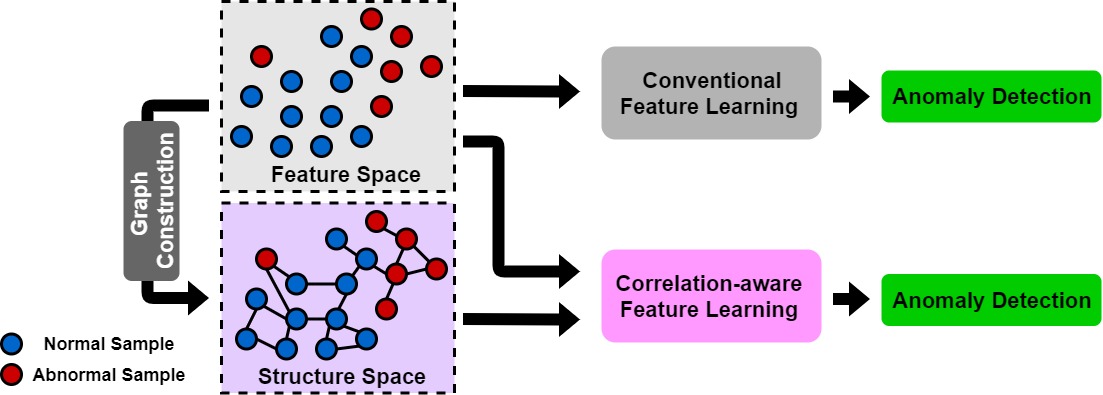 Feature Space
Conventional
Feature Learning
Anomaly Detection
Graph
Construction
Structure Space
Correlation-aware
Feature Learning
Anomaly Detection
Normal Sample
Abnormal Sample